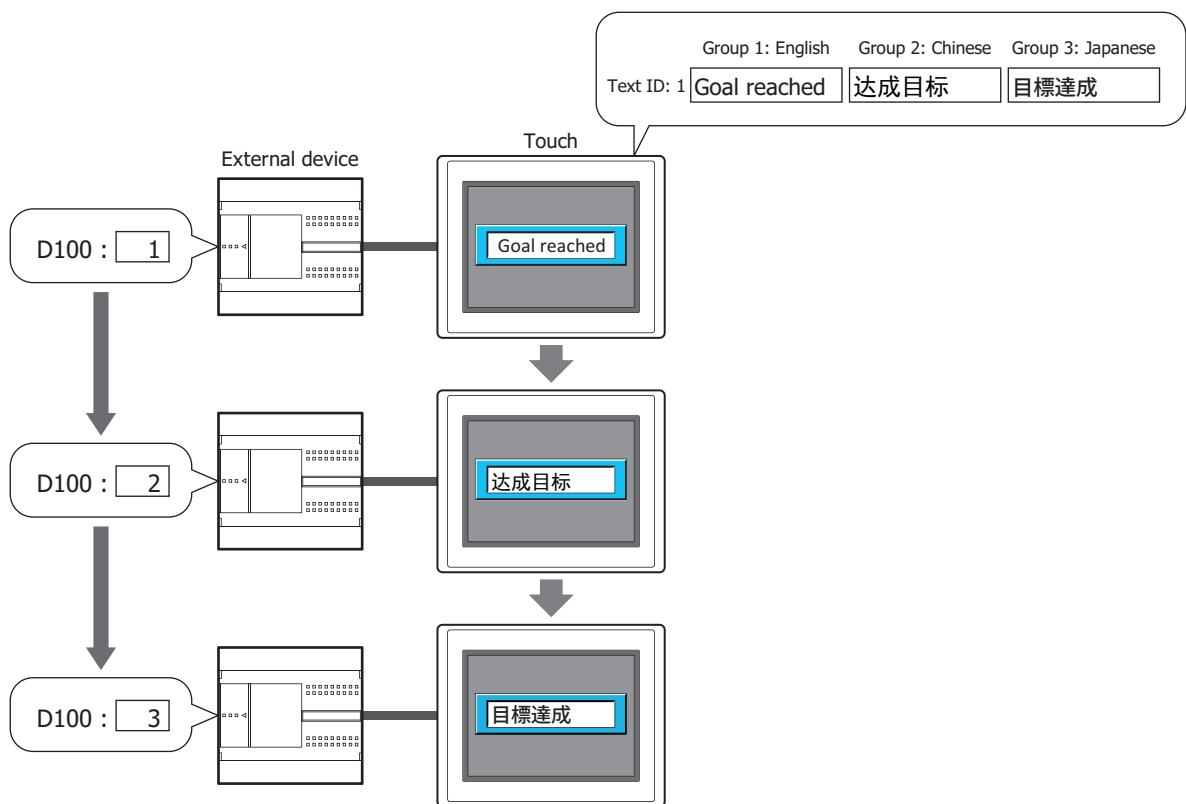 Group 1: English Group 2: Chinese Group 3: Japanese
Text ID: 1 Goal reached 达成目标 目標達成
Touch
External device
D100 : 1
Goal reached
D100 : 2
达成目标
D100 : 3
目標達成